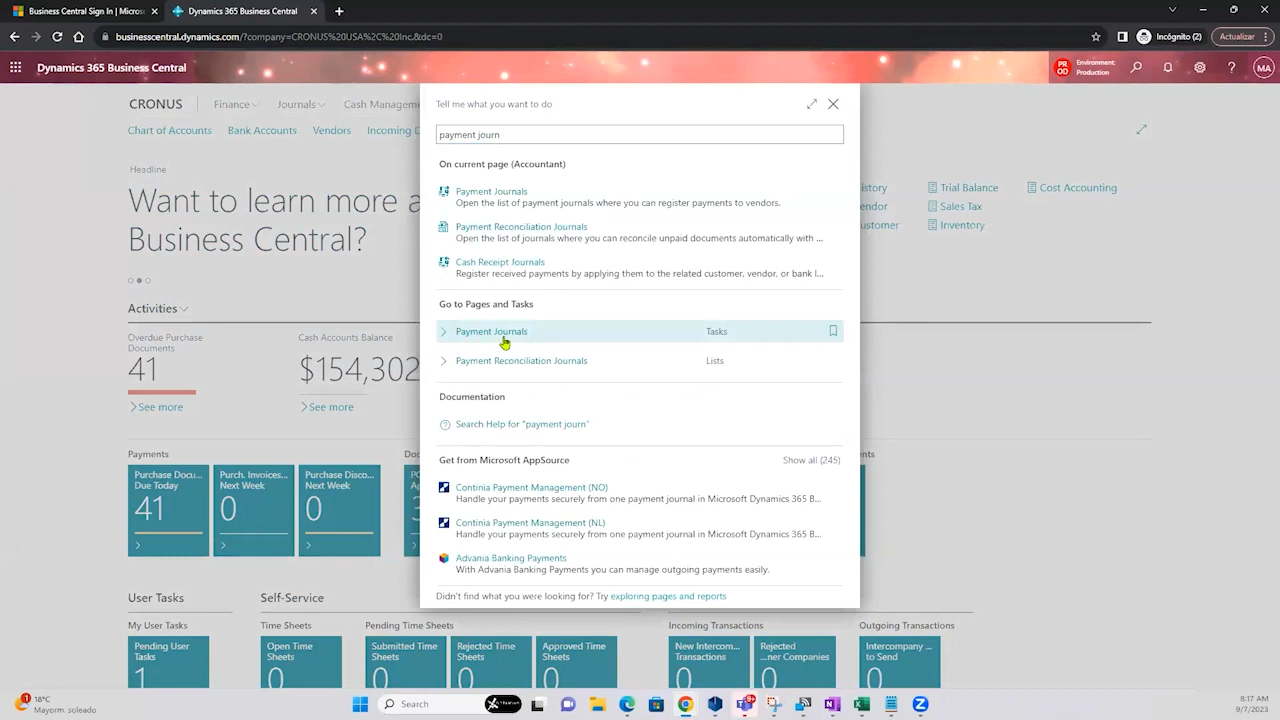 Business Central Sign In | Micros
Dynamics 365 Business Central
businesscentral.dynamics.com/?company=CRONUS%20USA%2C%20Inc.&dc=0
Incógnito (2)
Actualizar
Dynamics 365 Business Central
PR
OD
Environment:
Production
MA
CRONUS
Finance
Journals
Cash Manageme
Chart of Accounts
Bank Accounts
Vendors
Incoming D
Headline
Want to learn more a
Business Central?
Activities
Overdue Purchase
Documents
41
See more
Cash Accounts Balance
$154,302
See more
Payments
Purchase Docu...
Due Today
41
Purch. Invoices...
Next Week
0
Purchase Disco...
Next Week
0
User Tasks
My User Tasks
Pending User
Tasks
1
Self-Service
Time Sheets
Open Time
Sheets
0
Pending Time Sheets
Submitted Time
Sheets
0
Rejected Time
Sheets
0
Approved Time
Sheets
0
Incoming Transactions
New Intercom...
Transactions
0
Rejected
...ner Companies
0
Outgoing Transactions
Intercompany ...
to Send
0
istory
endor
ustomer
Trial Balance
Sales Tax
Inventory
Cost Accounting
ents
Tell me what you want to do
payment journ
On current page (Accountant)
Payment Journals
Open the list of payment journals where you can register payments to vendors.
Payment Reconciliation Journals
Open the list of journals where you can reconcile unpaid documents automatically with ...
Cash Receipt Journals
Register received payments by applying them to the related customer, vendor, or bank l...
Go to Pages and Tasks
Payment Journals Tasks
Payment Reconciliation Journals Lists
Documentation
Search Help for "payment journ"
Get from Microsoft AppSource Show all (245)
Continia Payment Management (NO)
Handle your payments securely from one payment journal in Microsoft Dynamics 365 B...
Continia Payment Management (NL)
Handle your payments securely from one payment journal in Microsoft Dynamics 365 B...
Advania Banking Payments
With Advania Banking Payments you can manage outgoing payments easily.
Didn't find what you were looking for? Try exploring pages and reports
18°C
Mayorm. soleado
Search
8:17 AM
9/7/2023